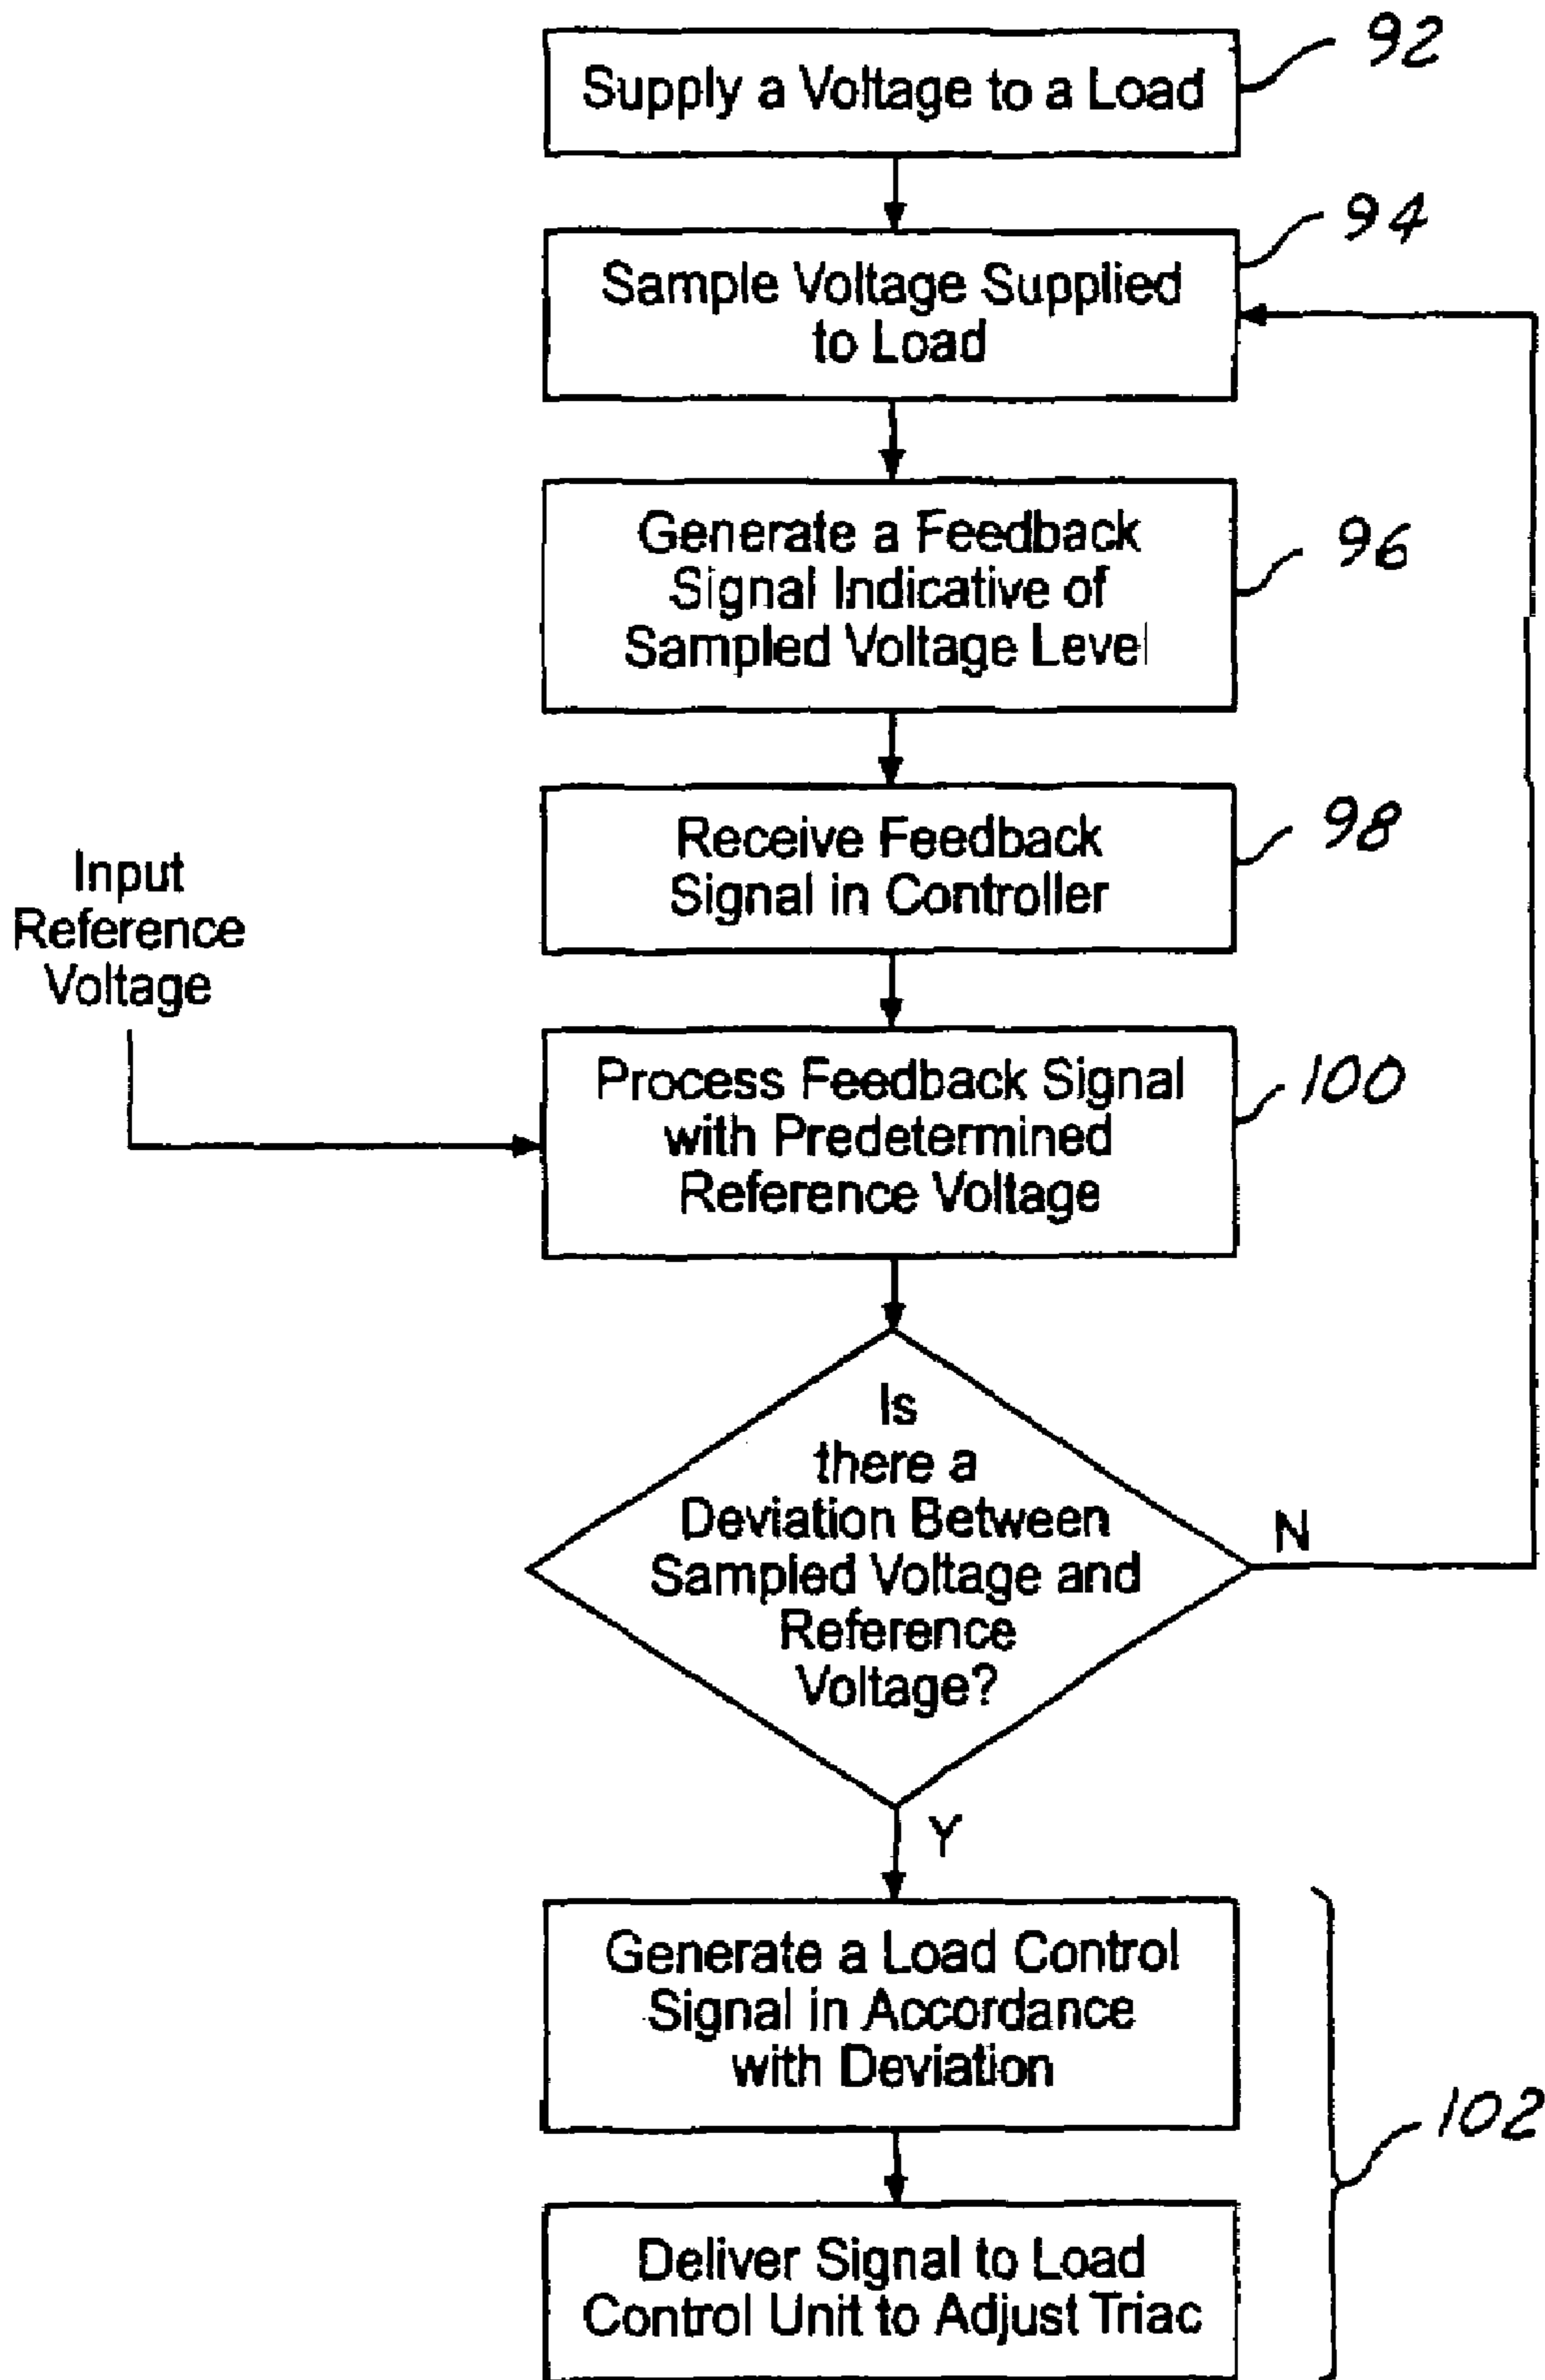 92
Supply a Voltage to a Load
94
Sample Voltage Supplied
to Load
96
Generate a Feedback
Signal Indicative of
Sampled Voltage Level
98
Receive Feedback
Signal in Controller
Input
Reference
Voltage
100
Process Feedback Signal
with Predetermined
Reference Voltage
Is
there a
Deviation Between
Sampled Voltage and
Reference
Voltage?
N
Y
Generate a Load Control
Signal in Accordance
with Deviation
102
Deliver Signal to Load
Control Unit to Adjust Triac